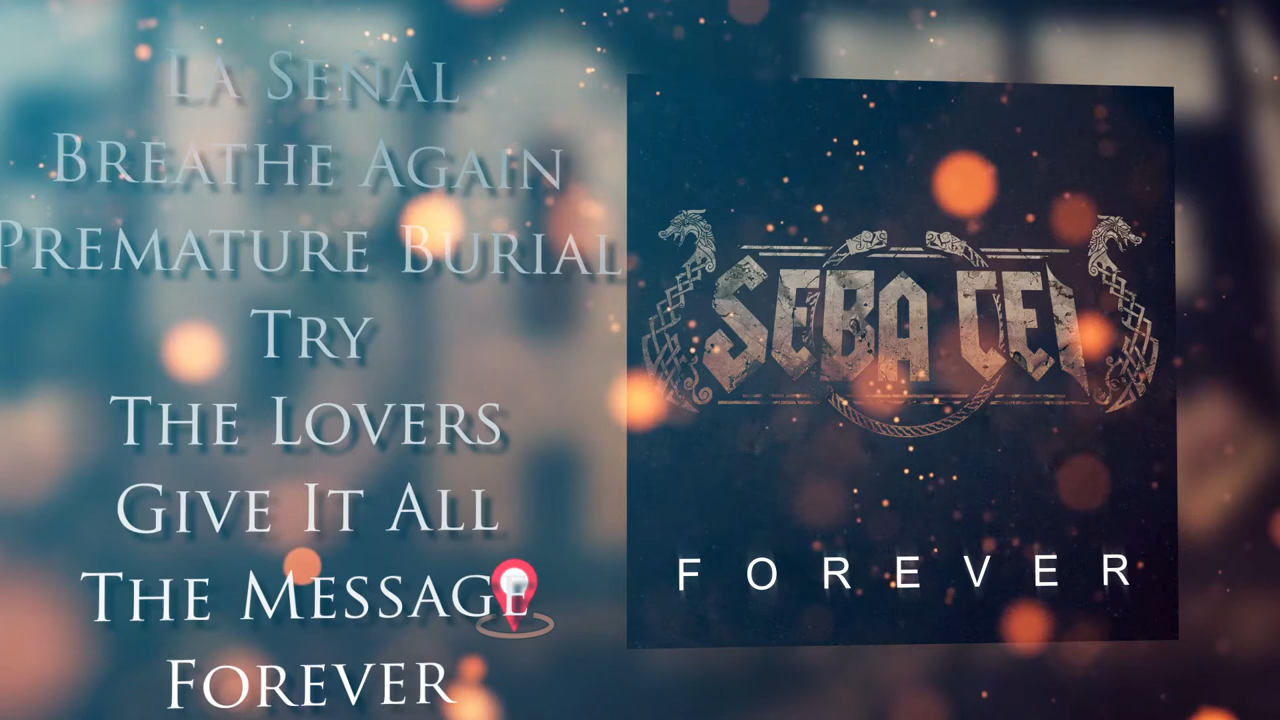 La Señal
Breathe Again
Premature Burial
Try
The Lovers
Give It All
The Message
Forever
SEBA CEI
FOREVER